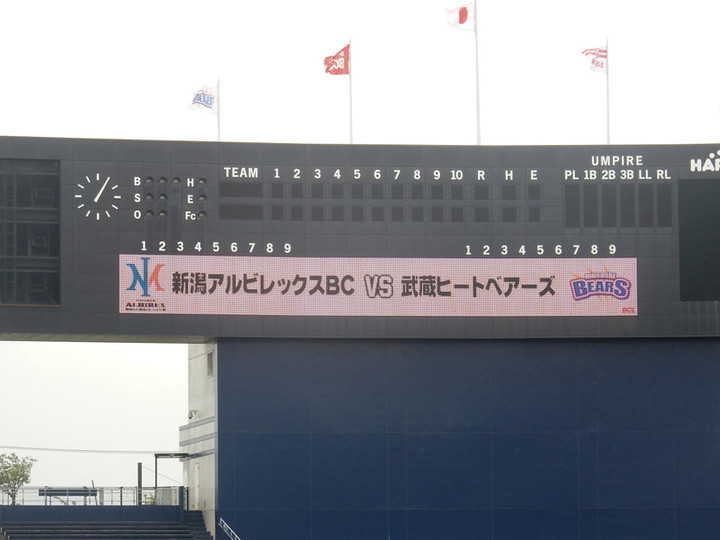 BC
TEAM 1 2 3 4 5 6 7 8 9 10 R H E
UMPIRE
PL 1B 2B 3B LL RL
HAR
B H
S E
O Fc
1 2 3 4 5 6 7 8 9
1 2 3 4 5 6 7 8 9
新潟アルビレックスBC VS 武蔵ヒートベアーズ
ALBIREX
BEARS
BCL